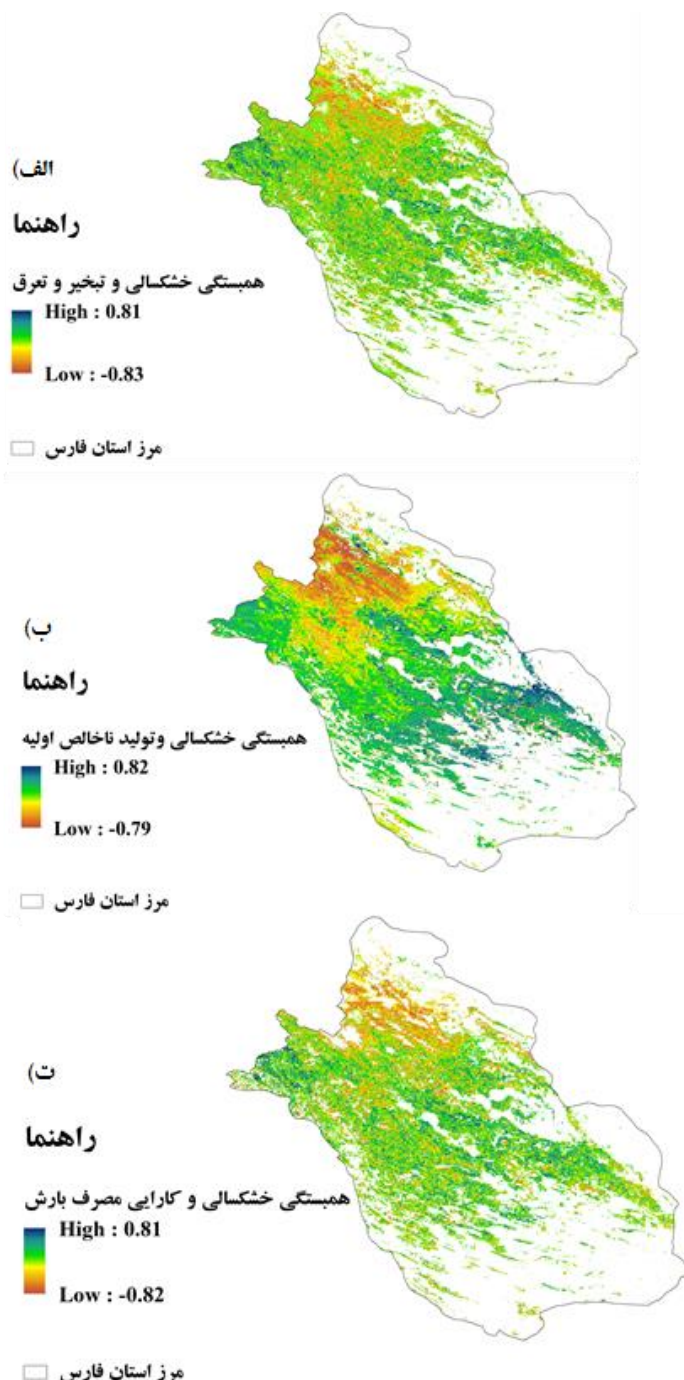 الف)
راهنما
همبستگی خشکسالی و تبخیر و تعرق
High : 0.81
Low : -0.83
مرز استان فارس
ب)
راهنما
همبستگی خشکسالی وتولید ناخالص اولیه
High : 0.82
Low : -0.79
مرز استان فارس
ت)
راهنما
همبستگی خشکسالی و کارایی مصرف بارش
High : 0.81
Low : -0.82
مرز استان فارس